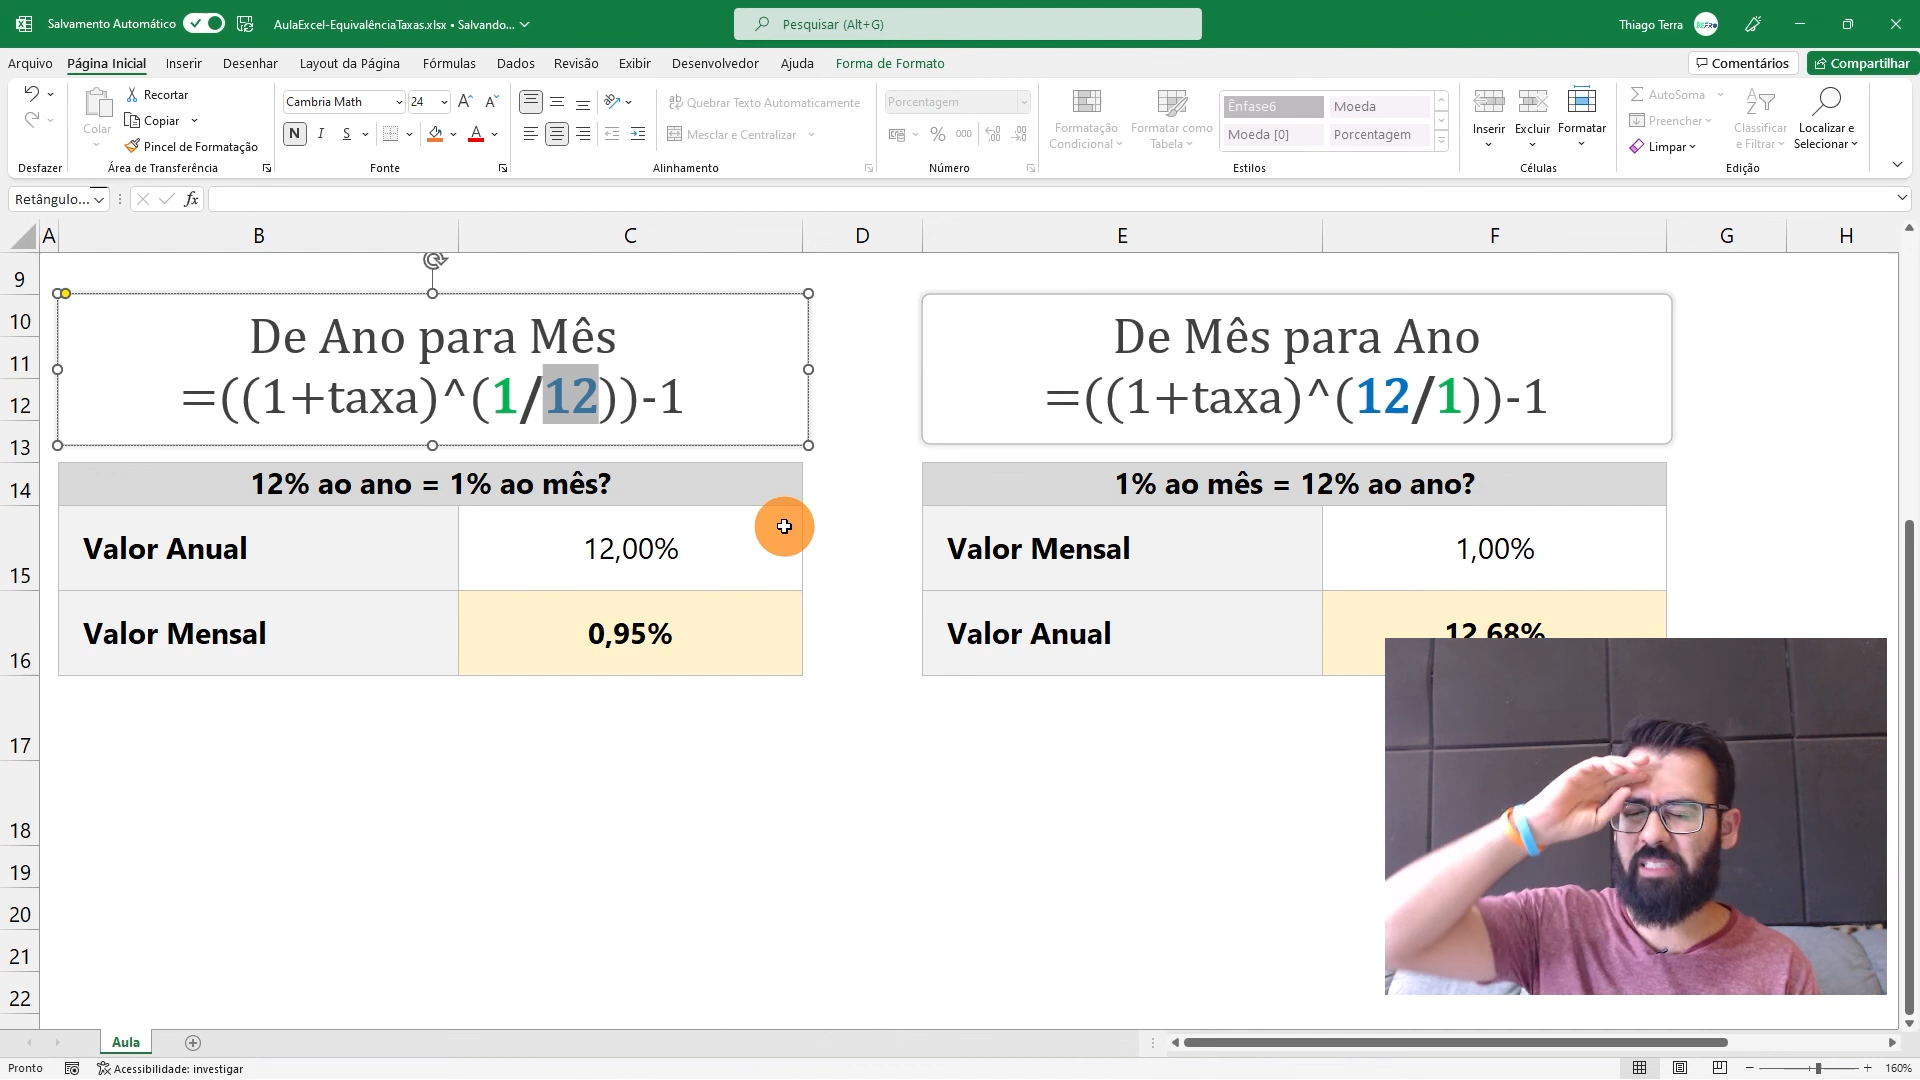 Salvamento Automático
AulaExcel-EquivalênciaTaxas.xlsx • Salvando...
Pesquisar (Alt+G)
Thiago Terra
Arquivo
Página Inicial
Inserir
Desenhar
Layout da Página
Fórmulas
Dados
Revisão
Exibir
Desenvolvedor
Ajuda
Forma de Formato
Comentários
Compartilhar
Desfazer
Colar
Recortar
Copiar
Pincel de Formatação
Área de Transferência
Cambria Math
24
N I S
Fonte
Quebrar Texto Automaticamente
Mesclar e Centralizar
Alinhamento
Porcentagem
% 000
Número
Formatação Condicional
Formatar como Tabela
Ênfase6
Moeda
Moeda [0]
Porcentagem
Estilos
Inserir
Excluir
Formatar
Células
AutoSoma
Preencher
Limpar
Classificar e Filtrar
Localizar e Selecionar
Edição
Retângulo...
fx
A B C D E F G H
9
10
11
12
13
14
15
16
17
18
19
20
21
22
De Ano para Mês
=((1+taxa)^(1/12))-1
De Mês para Ano
=((1+taxa)^(12/1))-1
12% ao ano = 1% ao mês?
Valor Anual 12,00%
Valor Mensal 0,95%
1% ao mês = 12% ao ano?
Valor Mensal 1,00%
Valor Anual 12,68%
Aula
Pronto
Acessibilidade: investigar
160%